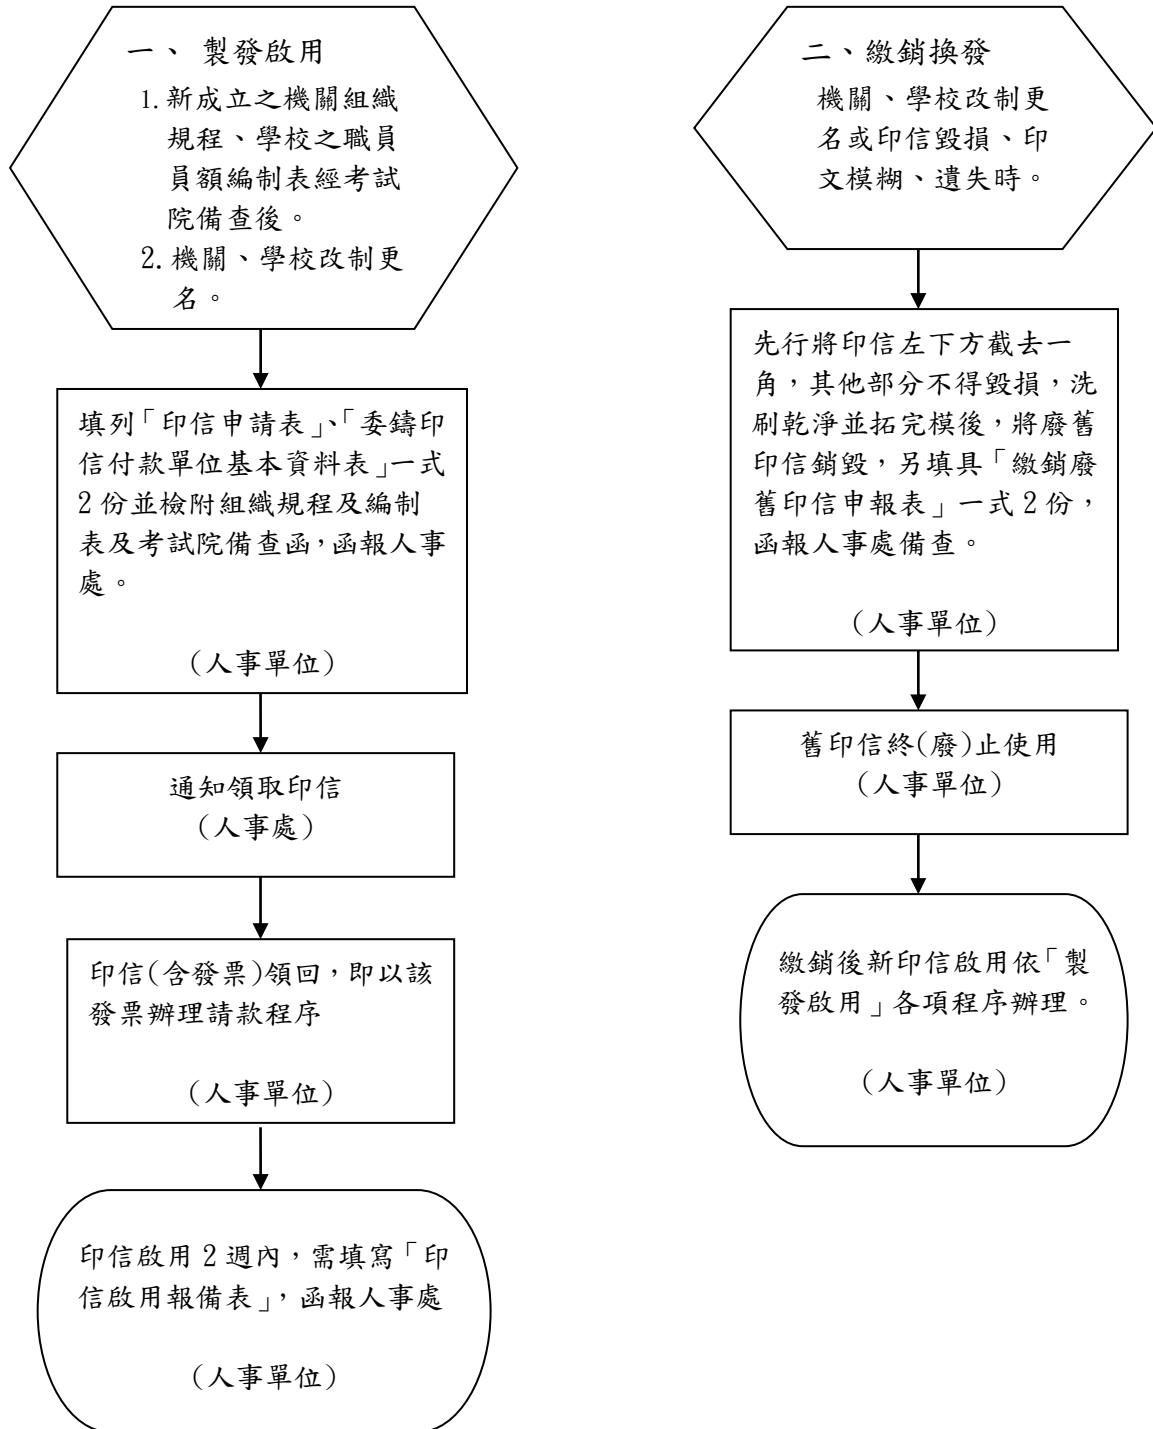 一、 製發啟用
1. 新成立之機關組織
規程、學校之職員
員額編制表經考試
院備查後。
2. 機關、學校改制更
名。
填列「印信申請表」、「委鑄印
信付款單位基本資料表」一式
2 份並檢附組織規程及編制
表及考試院備查函，函報人事
處。
（人事單位）
通知領取印信
（人事處）
印信(含發票)領回，即以該
發票辦理請款程序
（人事單位）
印信啟用 2 週內，需填寫「印
信啟用報備表」，函報人事處
（人事單位）
二、繳銷換發
機關、學校改制更
名或印信毀損、印
文模糊、遺失時。
先行將印信左下方截去一
角，其他部分不得毀損，洗
刷乾淨並拓完模後，將廢舊
印信銷毀，另填具「繳銷廢
舊印信申報表」一式 2 份，
函報人事處備查。
（人事單位）
舊印信終(廢)止使用
（人事單位）
繳銷後新印信啟用依「製
發啟用」各項程序辦理。
（人事單位）